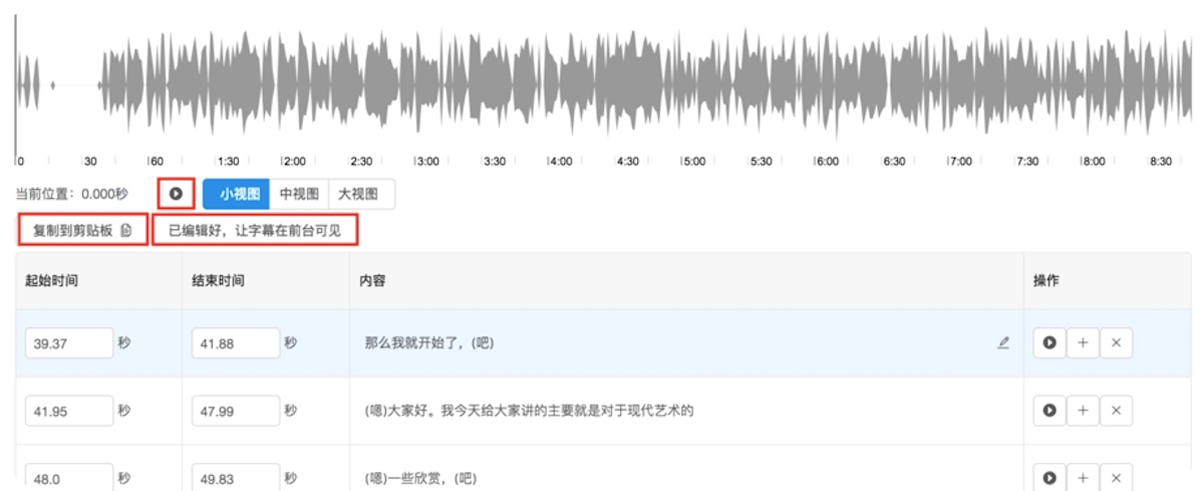 0 30 60 1:30 2:00 2:30 3:00 3:30 4:00 4:30 5:00 5:30 6:00 6:30 7:00 7:30 8:00 8:30
当前位置：0.000秒 小视图 中视图 大视图
复制到剪贴板 已编辑好，让字幕在前台可见
起始时间 结束时间 内容 操作
39.37 秒 41.88 秒 那么我就开始了，(吧)
41.95 秒 47.99 秒 (嗯)大家好。我今天给大家讲的主要就是对于现代艺术的
48.0 秒 49.83 秒 (嗯)一些欣赏，(吧)